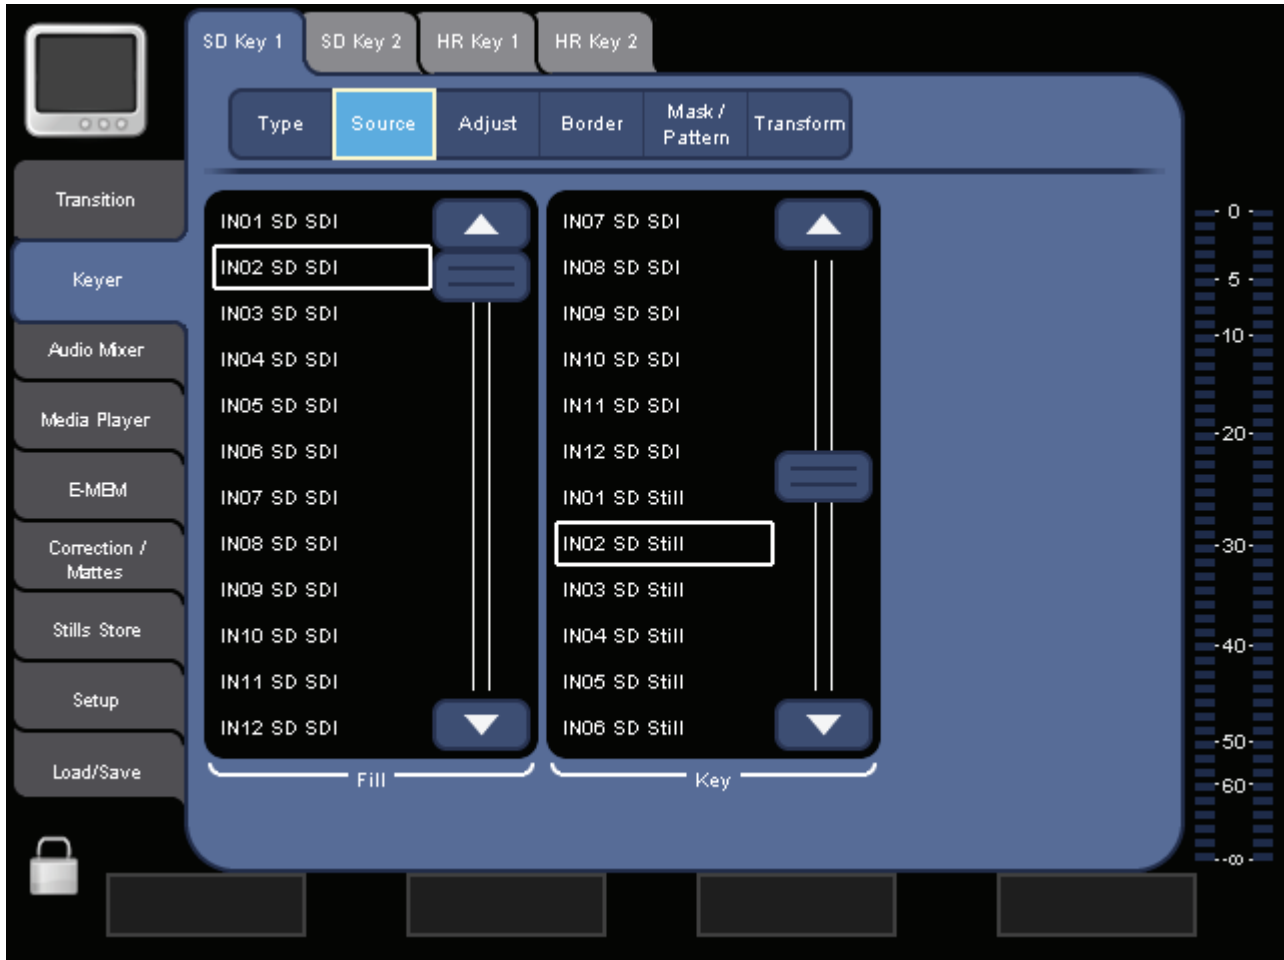 SD Key 1 SD Key 2 HR Key 1 HR Key 2
Type Source Adjust Border Mask / Pattern Transform
Transition
Keyer
Audio Mixer
Media Player
E-MEM
Correction /
Mattes
Stills Store
Setup
Load/Save
IN01 SD SDI
IN02 SD SDI
IN03 SD SDI
IN04 SD SDI
IN05 SD SDI
IN06 SD SDI
IN07 SD SDI
IN08 SD SDI
IN09 SD SDI
IN10 SD SDI
IN11 SD SDI
IN12 SD SDI
Fill
IN07 SD SDI
IN08 SD SDI
IN09 SD SDI
IN10 SD SDI
IN11 SD SDI
IN12 SD SDI
IN01 SD Still
IN02 SD Still
IN03 SD Still
IN04 SD Still
IN05 SD Still
IN06 SD Still
Key
- 0 -
- 5 -
-10-
-20-
-30-
-40-
-50-
-60-
--∞-